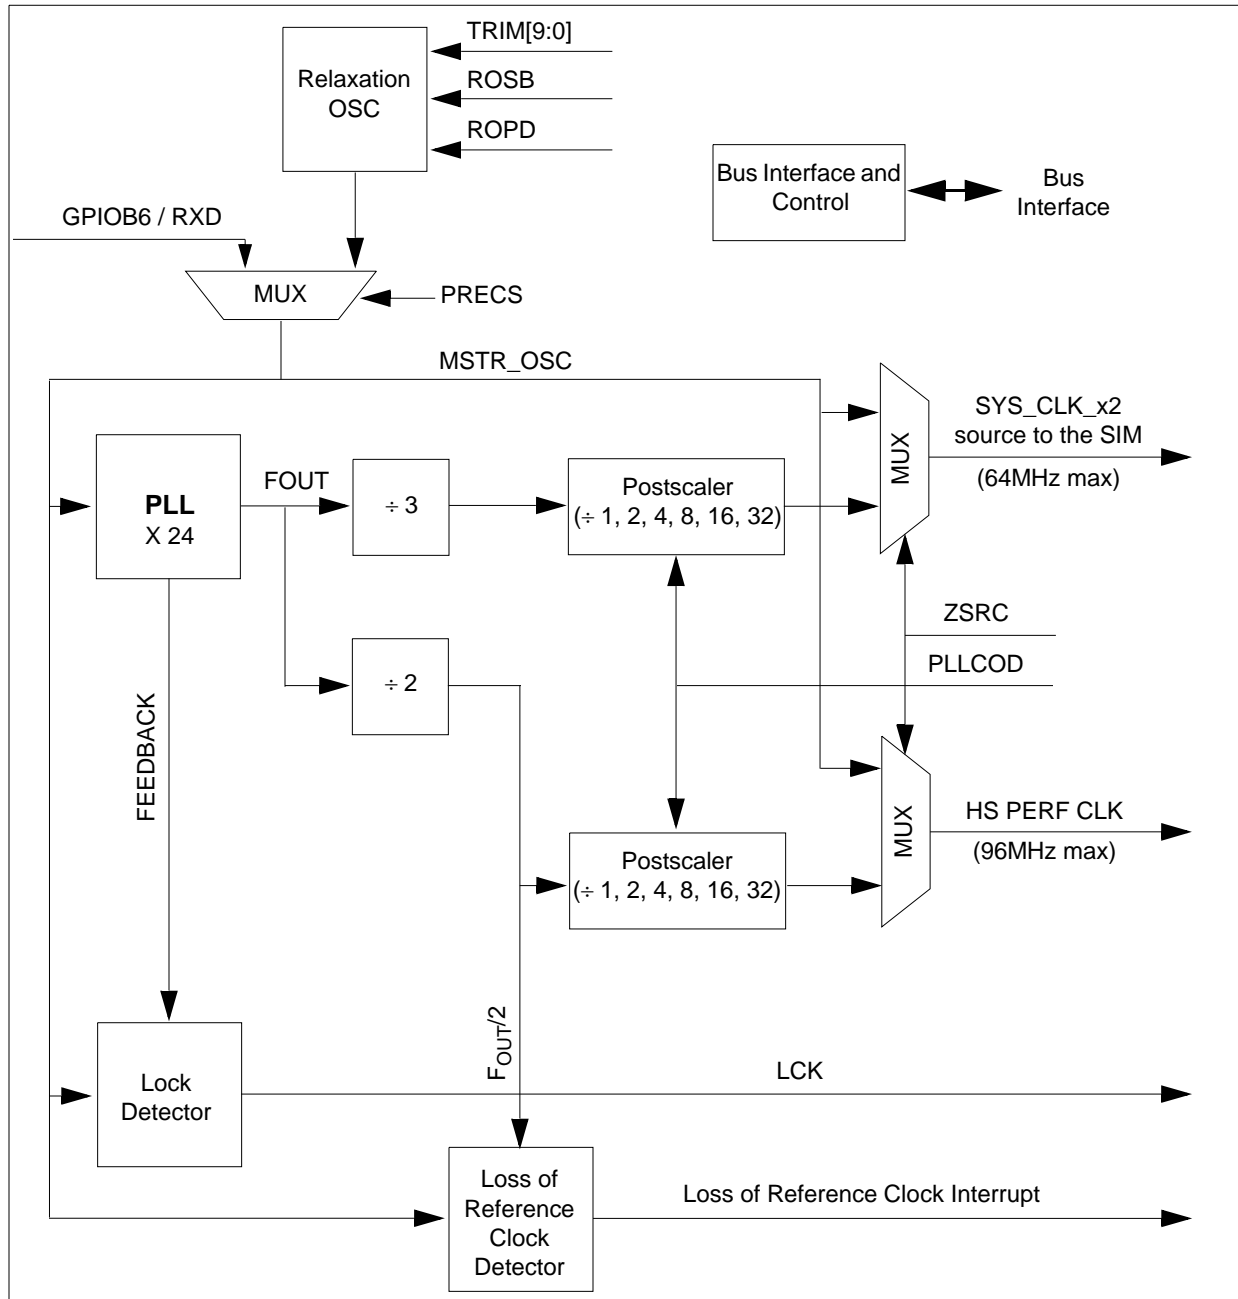 TRIM[9:0]
Relaxation
OSC
ROSB
ROPD
Bus Interface and
Control
Bus
Interface
GPIOB6 / RXD
MUX
PRECS
MSTR_OSC
SYS_CLK_x2
source to the SIM
(64MHz max)
MUX
PLL
X 24
FOUT
÷ 3
Postscaler
(÷ 1, 2, 4, 8, 16, 32)
ZSRC
PLLCOD
÷ 2
FEEDBACK
HS PERF CLK
(96MHz max)
MUX
Postscaler
(÷ 1, 2, 4, 8, 16, 32)
FOUT/2
Lock
Detector
LCK
Loss of
Reference
Clock
Detector
Loss of Reference Clock Interrupt